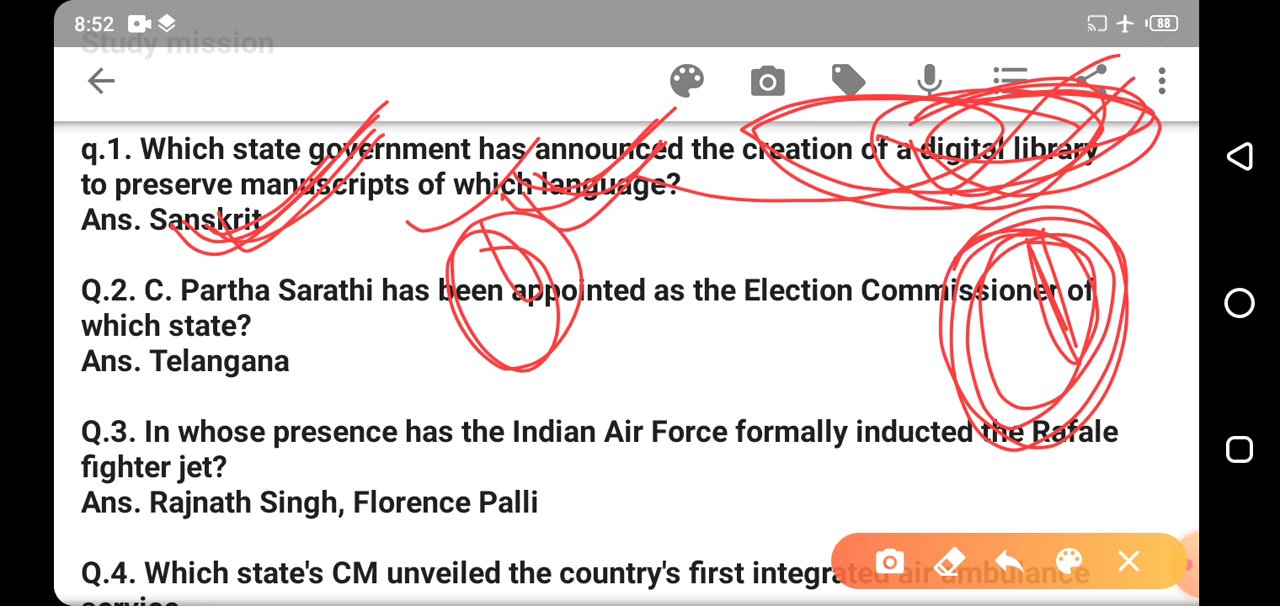 8:52
88
Study mission
q.1. Which state government has announced the creation of a digital library
to preserve manuscripts of which language?
Ans. Sanskrit
Q.2. C. Partha Sarathi has been appointed as the Election Commissioner of
which state?
Ans. Telangana
Q.3. In whose presence has the Indian Air Force formally inducted the Rafale
fighter jet?
Ans. Rajnath Singh, Florence Palli
Q.4. Which state's CM unveiled the country's first integrated air ambulance
service